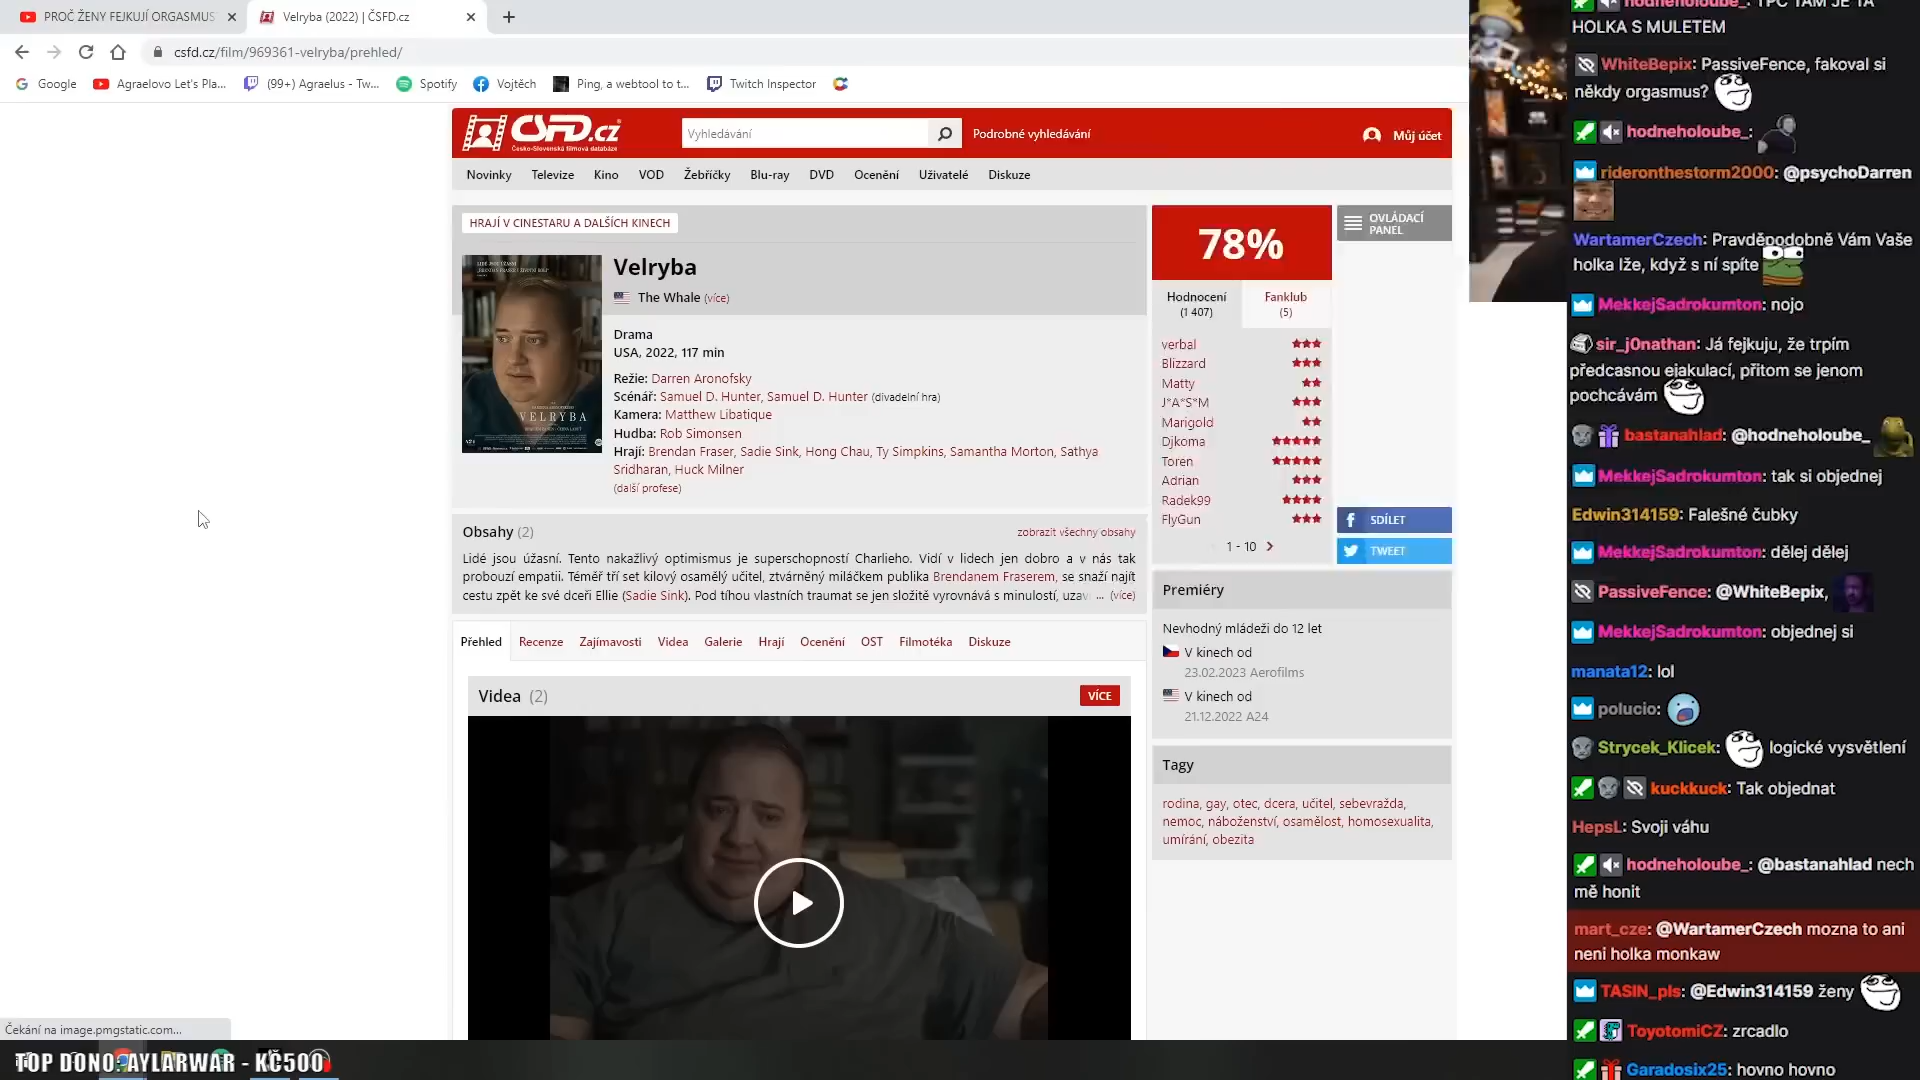 PROČ ŽENY FEJKUJÍ ORGASMUS
Velryba (2022) | ČSFD.cz
csfd.cz/film/969361-velryba/prehled/
Google
Agraelovo Let's Pla...
(99+) Agraelus - Tw...
Spotify
Vojtěch
Ping, a webtool to t...
Twitch Inspector
ČSFD.cz
Česko-Slovenská filmová databáze
Vyhledávání
Podrobné vyhledávání
Můj účet
Novinky
Televize
Kino
VOD
Žebříčky
Blu-ray
DVD
Ocenění
Uživatelé
Diskuze
HRAJÍ V CINESTARU A DALŠÍCH KINECH
Velryba
The Whale (více)
VELRYBA
Drama
USA, 2022, 117 min
Režie: Darren Aronofsky
Scénář: Samuel D. Hunter, Samuel D. Hunter (divadelní hra)
Kamera: Matthew Libatique
Hudba: Rob Simonsen
Hrají: Brendan Fraser, Sadie Sink, Hong Chau, Ty Simpkins, Samantha Morton, Sathya
Sridharan, Huck Milner
(další profese)
78%
Hodnocení
(1 407)
Fanklub
(5)
verbal
Blizzard
Matty
J*A*S*M
Marigold
Djkoma
Toren
Adrian
Radek99
FlyGun
1 - 10
OVLÁDACÍ
PANEL
SDÍLET
TWEET
Obsahy (2)
zobrazit všechny obsahy
Lidé jsou úžasní. Tento nakažlivý optimismus je superschopností Charlieho. Vidí v lidech jen dobro a v nás tak
probouzí empatii. Téměř tří set kilový osamělý učitel, ztvárněný miláčkem publika Brendanem Fraserem, se snaží najít
cestu zpět ke své dceři Ellie (Sadie Sink). Pod tíhou vlastních traumat se jen složitě vyrovnává s minulostí, uzav ... (více)
Přehled
Recenze
Zajímavosti
Videa
Galerie
Hrají
Ocenění
OST
Filmotéka
Diskuze
Videa (2)
VÍCE
Premiéry
Nevhodný mládeži do 12 let
V kinech od
23.02.2023 Aerofilms
V kinech od
21.12.2022 A24
Tagy
rodina, gay, otec, dcera, učitel, sebevražda,
nemoc, náboženství, osamělost, homosexualita,
umírání, obezita
Čekání na image.pmgstatic.com...
TOP DONO: AYLARWAR - KČ500
hodneholoube_: TPC TAM JE TA
HOLKA S MULETEM
WhiteBepix: PassiveFence, fakoval si
někdy orgasmus?
hodneholoube_:
rideronthestorm2000: @psychoDarren
WartamerCzech: Pravděpodobně Vám Vaše
holka lže, když s ní spíte
MekkejSadrokumton: nojo
sir_j0nathan: Já fejkuju, že trpím
předcasnou ejakulací, přitom se jenom
pochcávám
bastanahlad: @hodneholoube_
MekkejSadrokumton: tak si objednej
Edwin314159: Falešné čubky
MekkejSadrokumton: dělej dělej
PassiveFence: @WhiteBepix,
MekkejSadrokumton: objednej si
manata12: lol
polucio:
Strycek_Klicek: logické vysvětlení
kuckkuck: Tak objednat
HepsL: Svoji váhu
hodneholoube_: @bastanahlad nech
mě honit
mart_cze: @WartamerCzech mozna to ani
neni holka monkaw
TASIN_pls: @Edwin314159 ženy
ToyotomiCZ: zrcadlo
Garadosix25: hovno hovno